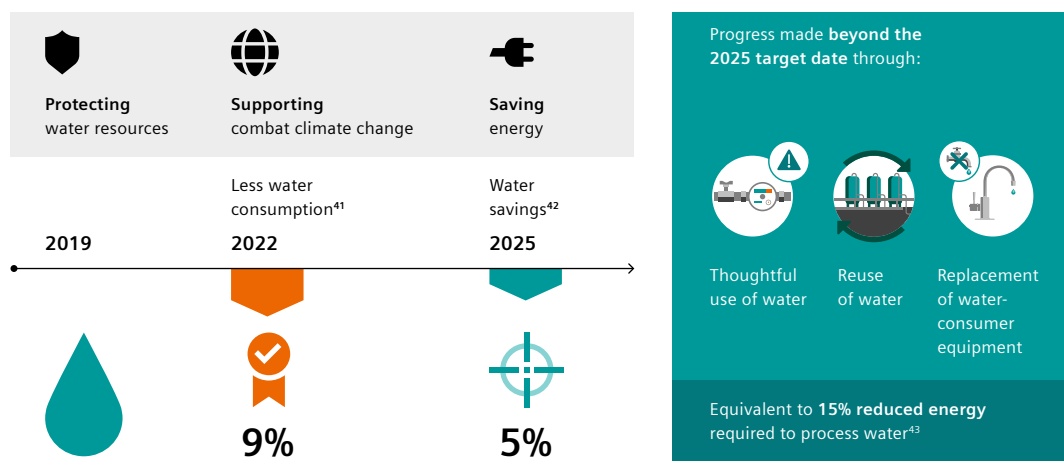 Protecting
water resources
Supporting
combat climate change
Saving
energy
Less water
consumption⁴¹
Water
savings⁴²
2019
2022
2025
9%
5%
Progress made beyond the
2025 target date through:
Thoughtful
use of water
Reuse
of water
Replacement
of water-
consumer
equipment
Equivalent to 15% reduced energy
required to process water⁴³